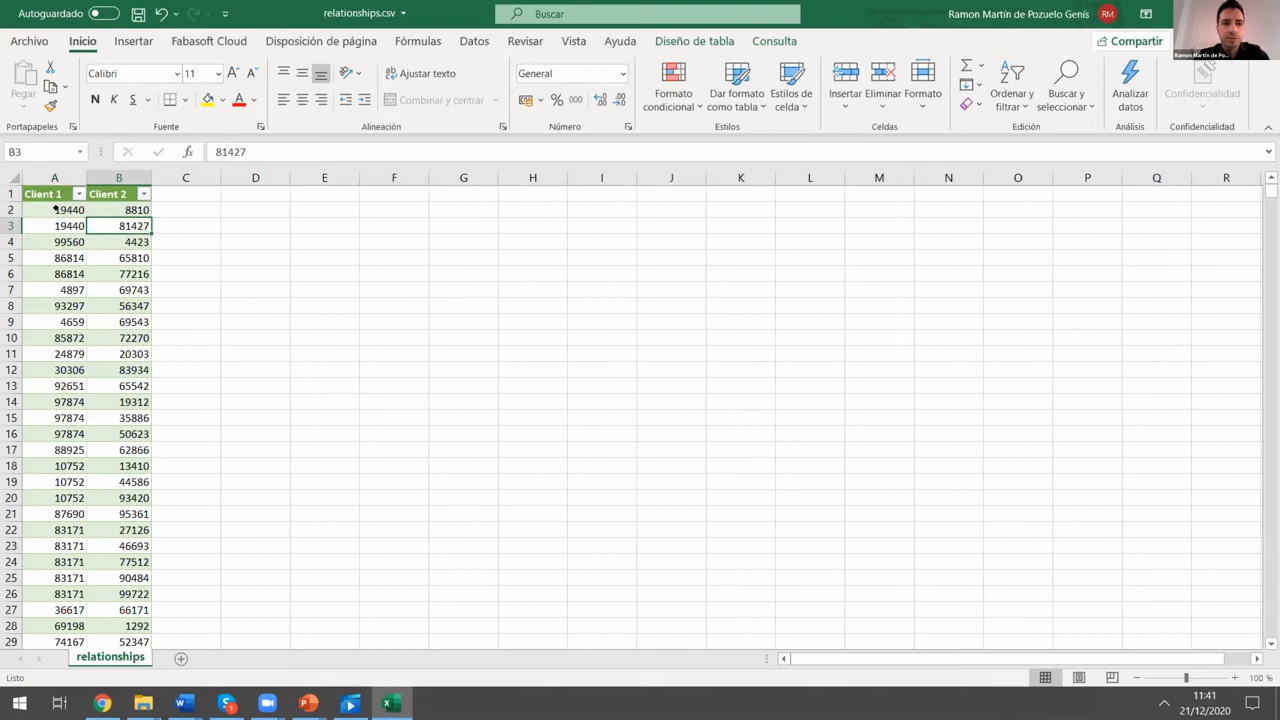 Autoguardado
relationships.csv
Buscar
Ramon Martín de Pozuelo Genís
RM
Archivo Inicio Insertar Fabasoft Cloud Disposición de página Fórmulas Datos Revisar Vista Ayuda Diseño de tabla Consulta
Compartir
Pegar
Calibri 11
N K S
Ajustar texto
Combinar y centrar
General
% 000
Formato condicional
Dar formato como tabla
Estilos de celda
Insertar
Eliminar
Formato
Ordenar y filtrar
Buscar y seleccionar
Analizar datos
Confidencialidad
Portapapeles Fuente Alineación Número Estilos Celdas Edición Análisis Confidencialidad
B3 fx 81427
A B C D E F G H I J K L M N O P Q R
1 Client 1 Client 2
2 19440 8810
3 19440 81427
4 99560 4423
5 86814 65810
6 86814 77216
7 4897 69743
8 93297 56347
9 4659 69543
10 85872 72270
11 24879 20303
12 30306 83934
13 92651 65542
14 97874 19312
15 97874 35886
16 97874 50623
17 88925 62866
18 10752 13410
19 10752 44586
20 10752 93420
21 87690 95361
22 83171 27126
23 83171 46693
24 83171 77512
25 83171 90484
26 83171 99722
27 36617 66171
28 69198 1292
29 74167 52347
relationships
Listo
100 %
11:41
21/12/2020
Ramon Martín de Po...